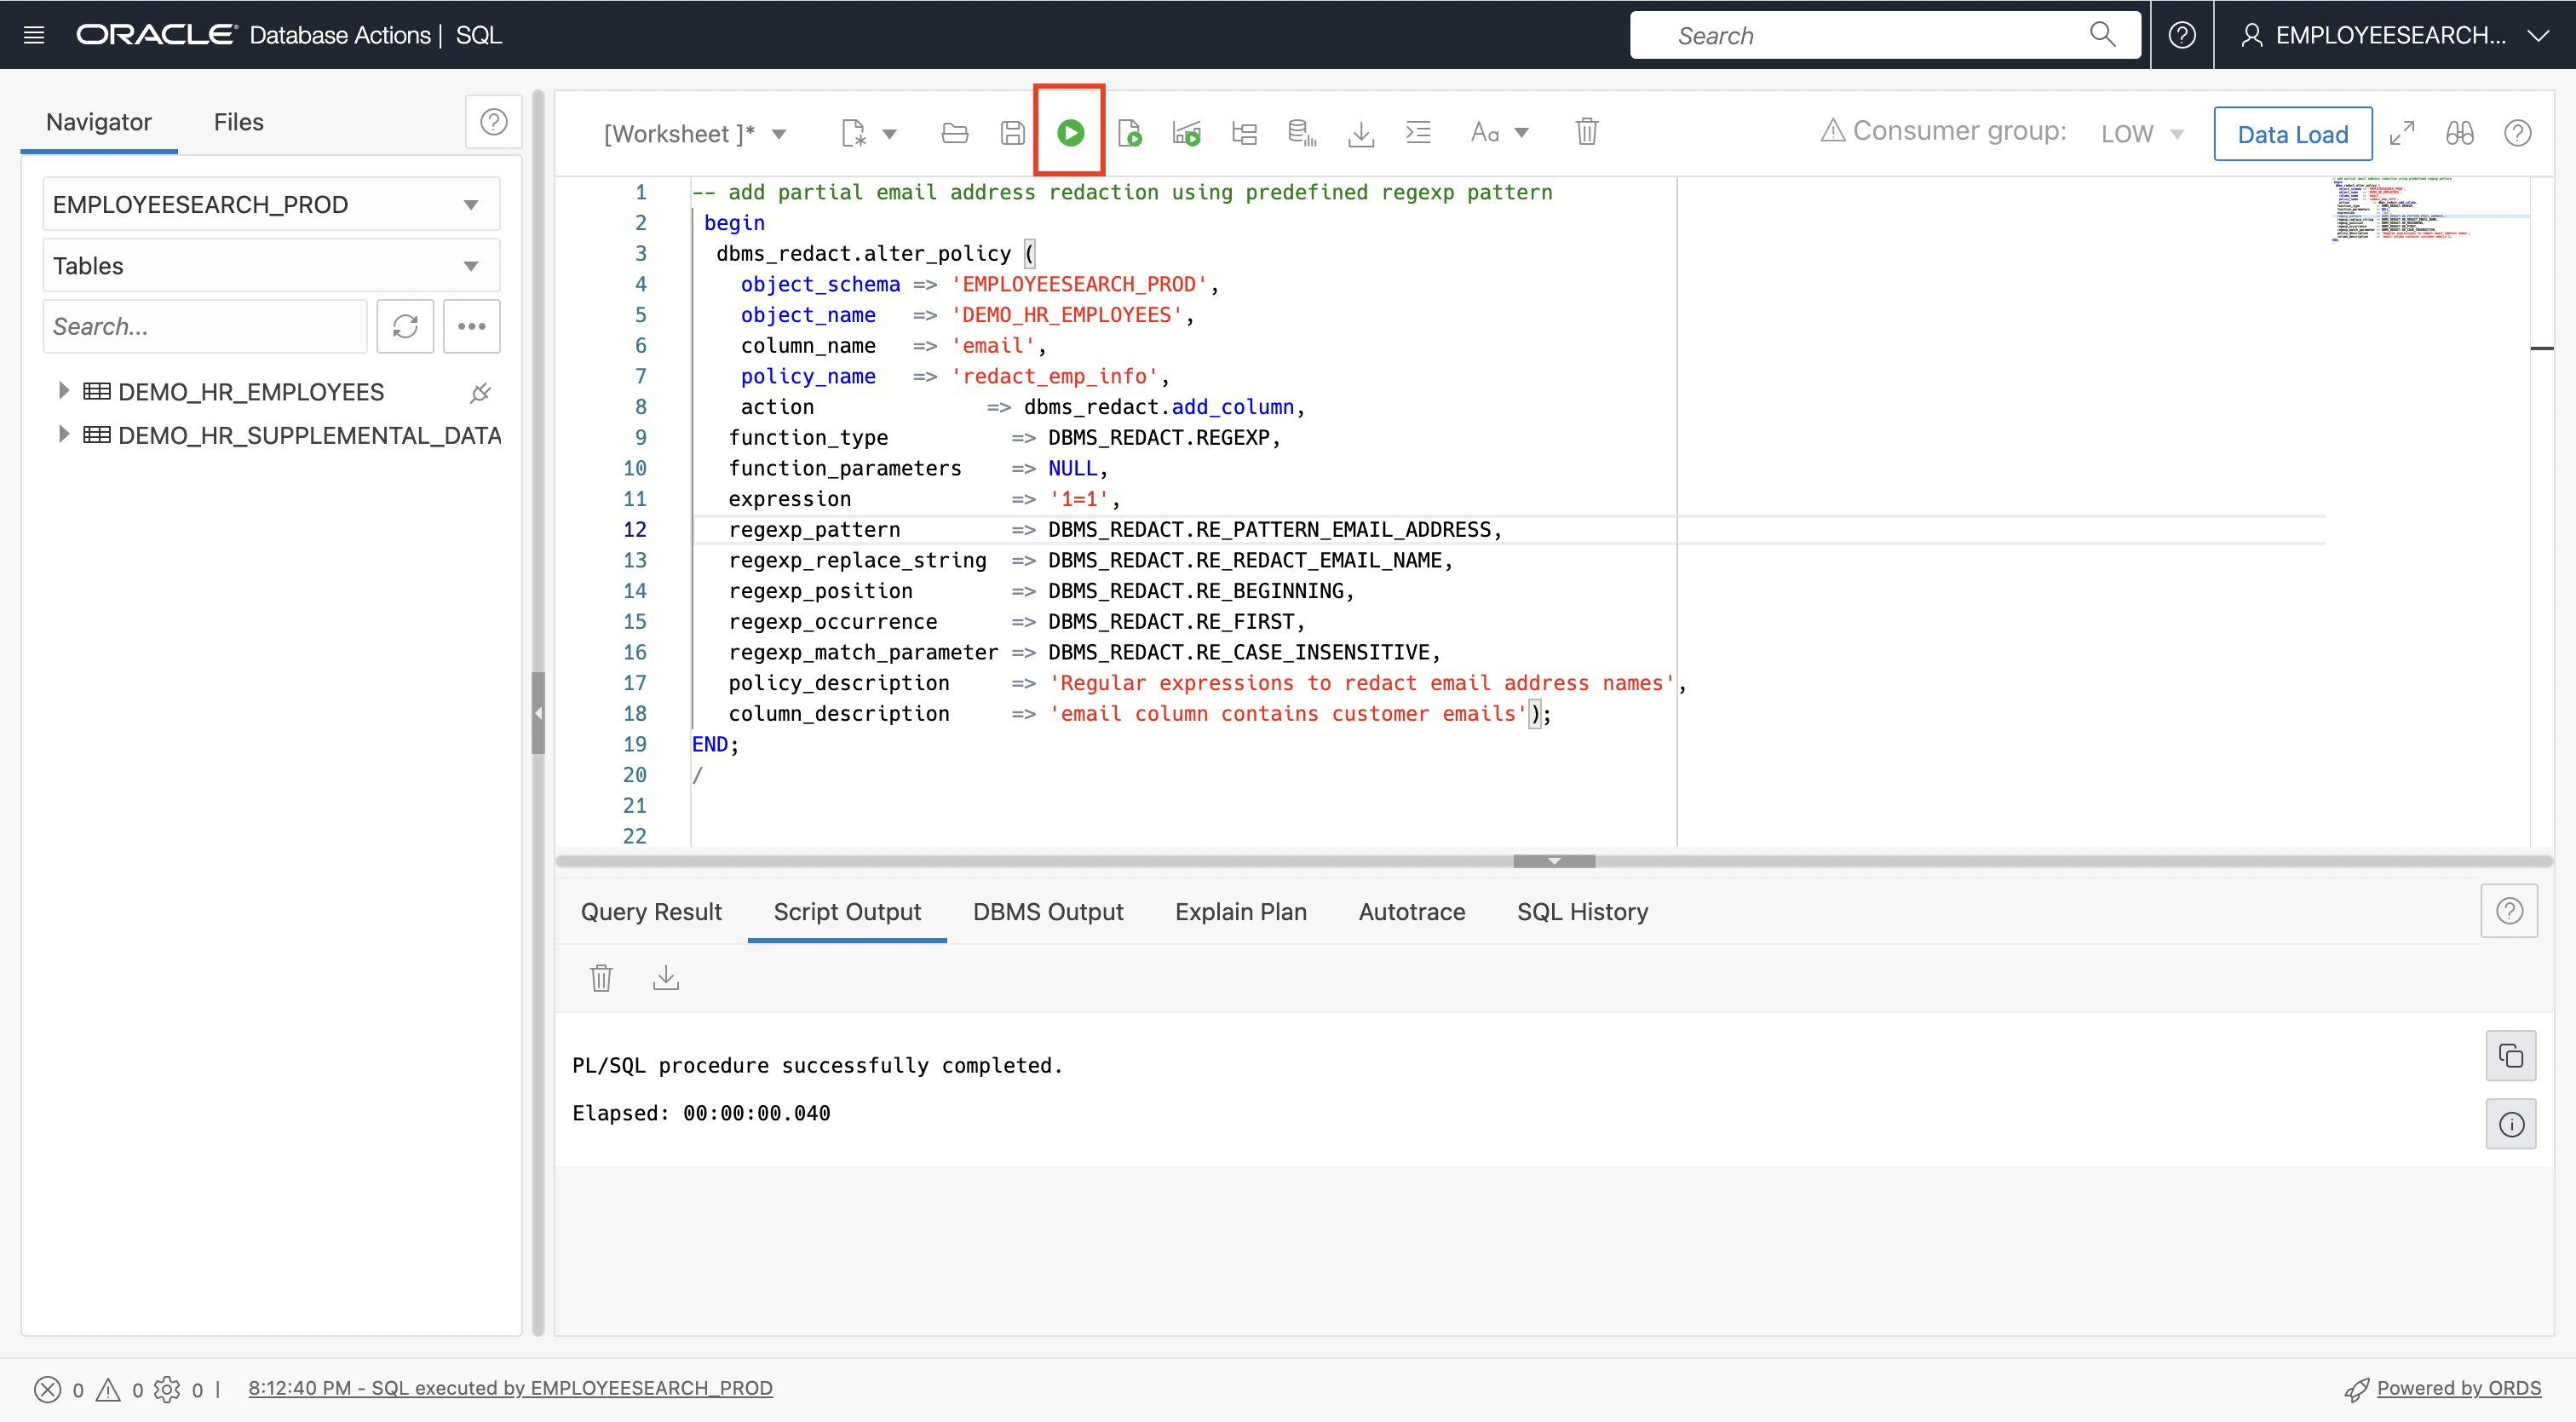 ORACLE Database Actions | SQL
Search
EMPLOYEESEARCH...
Navigator
Files
EMPLOYEESEARCH_PROD
Tables
Search...
DEMO_HR_EMPLOYEES
DEMO_HR_SUPPLEMENTAL_DATA
[Worksheet ]*
Aa
Consumer group:
LOW
Data Load
1 -- add partial email address redaction using predefined regexp pattern
2 begin
3 dbms_redact.alter_policy (
4 object_schema => 'EMPLOYEESEARCH_PROD',
5 object_name => 'DEMO_HR_EMPLOYEES',
6 column_name => 'email',
7 policy_name => 'redact_emp_info',
8 action => dbms_redact.add_column,
9 function_type => DBMS_REDACT.REGEXP,
10 function_parameters => NULL,
11 expression => '1=1',
12 regexp_pattern => DBMS_REDACT.RE_PATTERN_EMAIL_ADDRESS,
13 regexp_replace_string => DBMS_REDACT.RE_REDACT_EMAIL_NAME,
14 regexp_position => DBMS_REDACT.RE_BEGINNING,
15 regexp_occurrence => DBMS_REDACT.RE_FIRST,
16 regexp_match_parameter => DBMS_REDACT.RE_CASE_INSENSITIVE,
17 policy_description => 'Regular expressions to redact email address names',
18 column_description => 'email column contains customer emails');
19 END;
20 /
21
22
Query Result
Script Output
DBMS Output
Explain Plan
Autotrace
SQL History
PL/SQL procedure successfully completed.
Elapsed: 00:00:00.040
0 0 0 | 8:12:40 PM - SQL executed by EMPLOYEESEARCH_PROD
Powered by ORDS